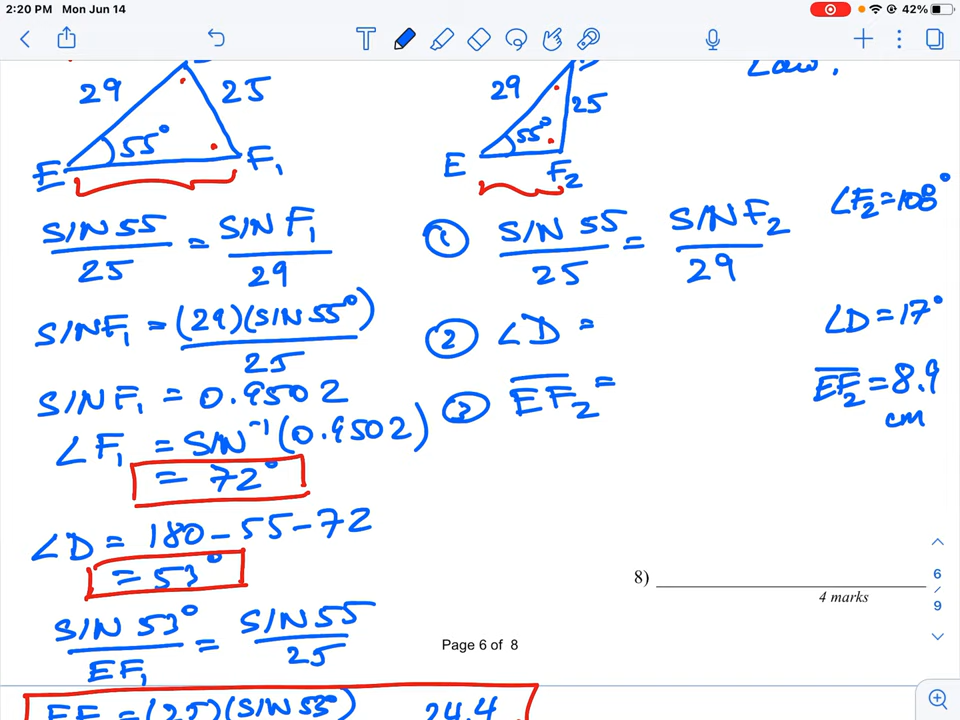 2:20 PM Mon Jun 14
42%
Law.
29
25
55°
E
F₁
29
25
55°
E
F₂
SIN 55 / 25 = SIN F₁ / 29
SIN F₁ = (29)(SIN 55°) / 25
SIN F₁ = 0.9502
∠F₁ = SIN⁻¹(0.9502)
= 72°
∠D = 180 - 55 - 72
= 53°
SIN 53° / EF₁ = SIN 55 / 25
EF = (25)(SIN 53°) 24.4
① SIN 55 / 25 = SIN F₂ / 29
② ∠D =
③ EF₂ =
∠F₂ = 108°
∠D = 17°
EF₂ = 8.9
cm
8)
4 marks
Page 6 of 8
6
/
9